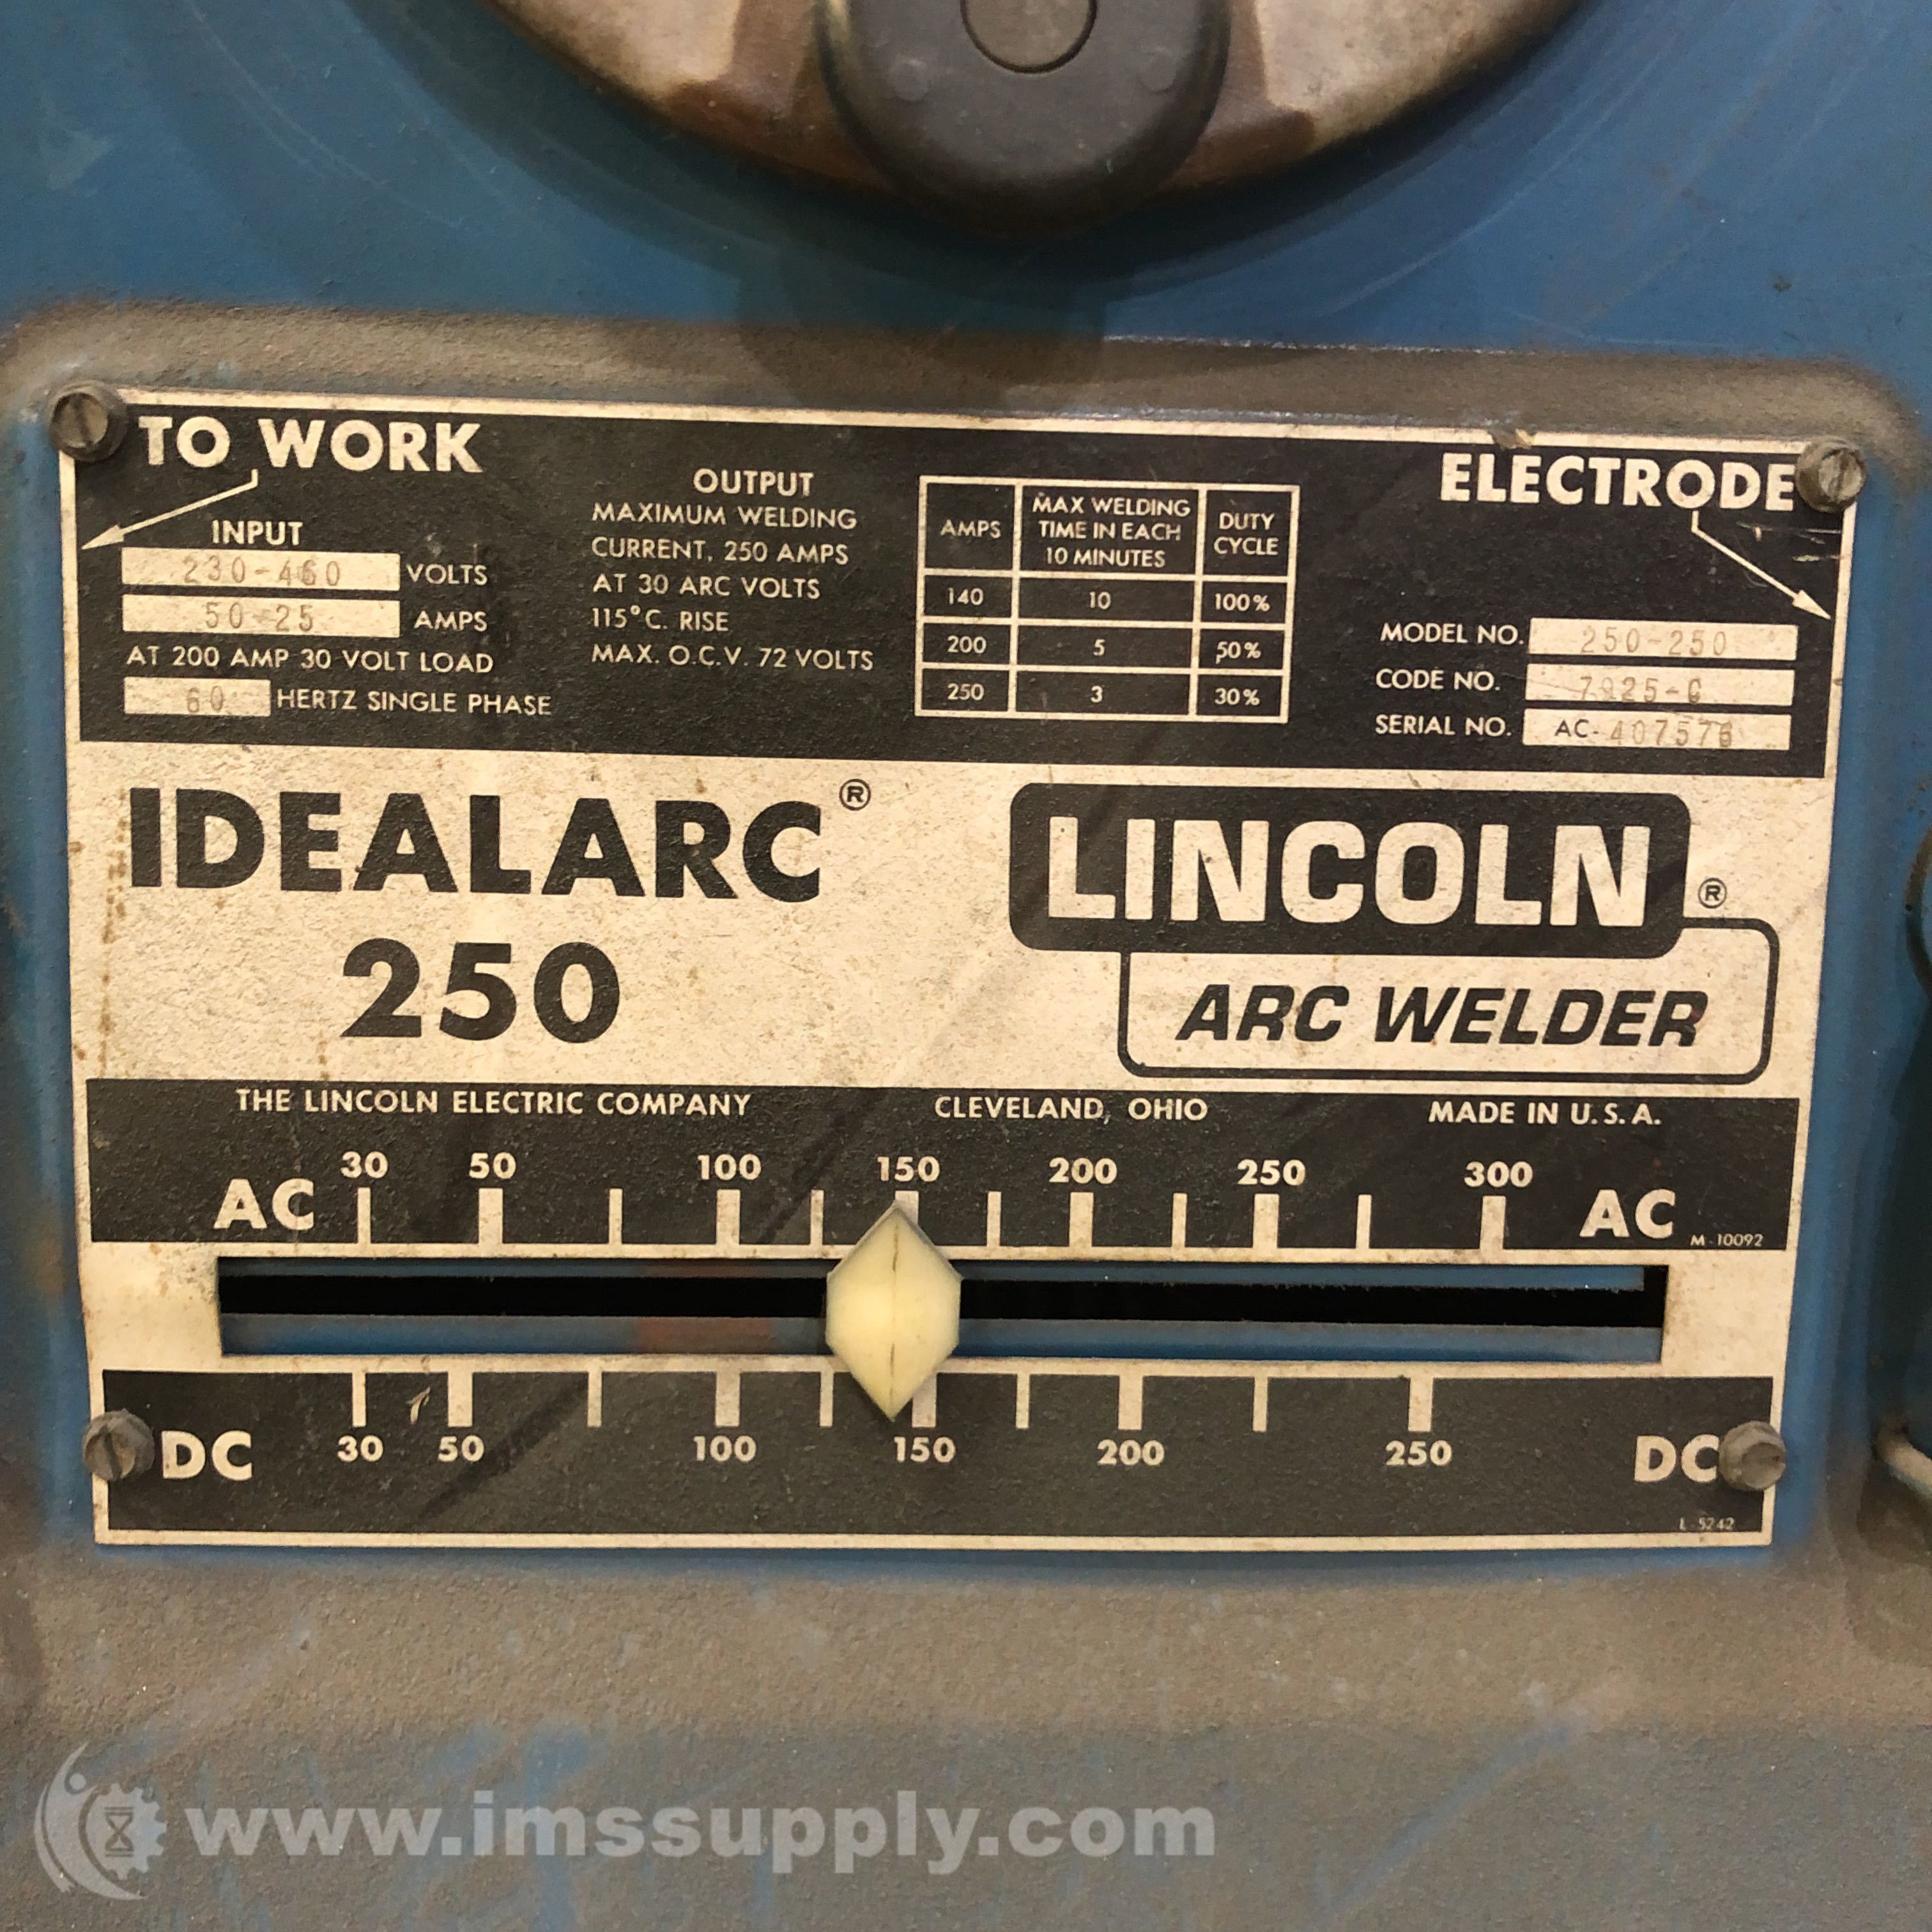 TO WORK
ELECTRODE
INPUT
230-460 VOLTS
50-25 AMPS
AT 200 AMP 30 VOLT LOAD
60 HERTZ SINGLE PHASE
OUTPUT
MAXIMUM WELDING
CURRENT, 250 AMPS
AT 30 ARC VOLTS
115°C. RISE
MAX. O.C.V. 72 VOLTS
AMPS MAX WELDING TIME IN EACH 10 MINUTES DUTY CYCLE
140 10 100%
200 5 50%
250 3 30%
MODEL NO. 250-250
CODE NO.
SERIAL NO. AC-407576
IDEALARC®
250
LINCOLN®
ARC WELDER
THE LINCOLN ELECTRIC COMPANY CLEVELAND, OHIO MADE IN U.S.A.
30 50 100 150 200 250 300
AC AC
M-10092
DC DC
30 50 100 150 200 250
L-5242
www.imssupply.com